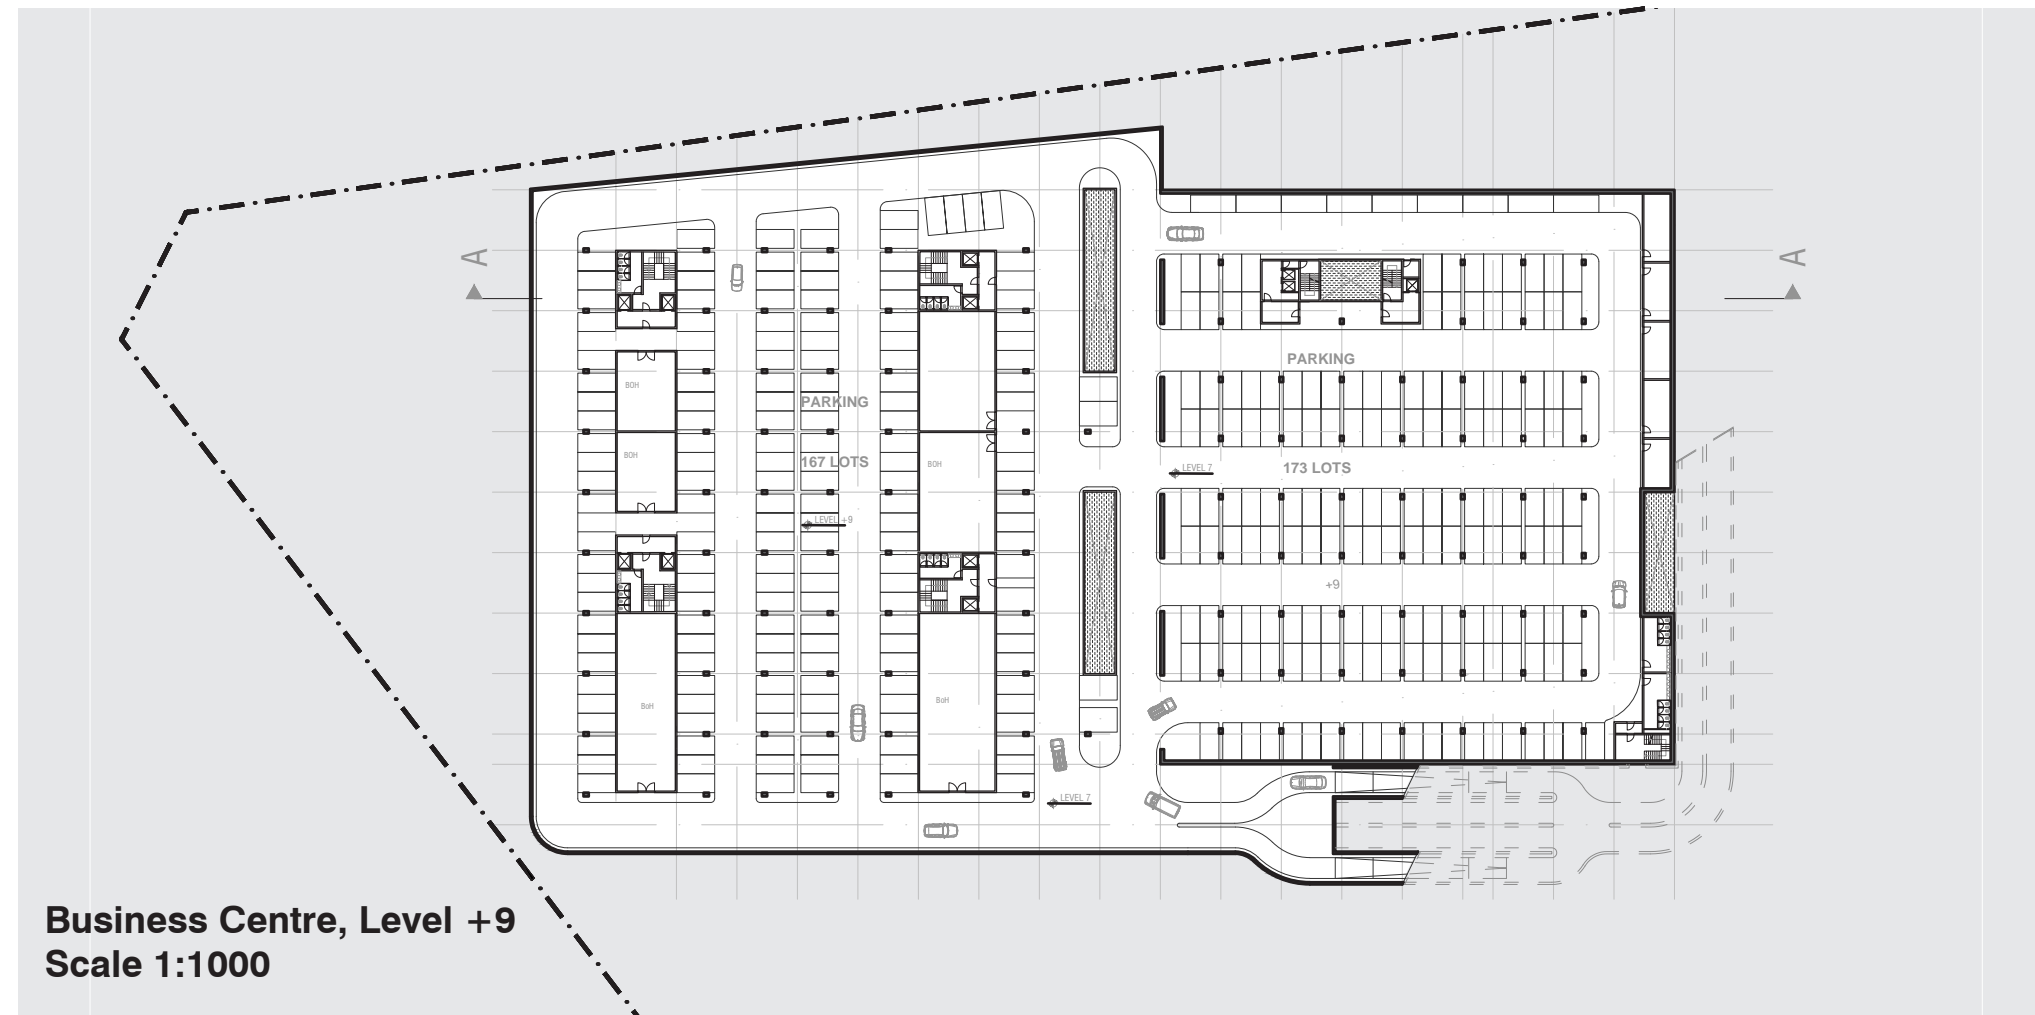 A
A
BOH
PARKING
PARKING
BOH
167 LOTS
BOH
LEVEL 7
173 LOTS
LEVEL +9
+9
BoH
BoH
LEVEL 7
Business Centre, Level +9
Scale 1:1000